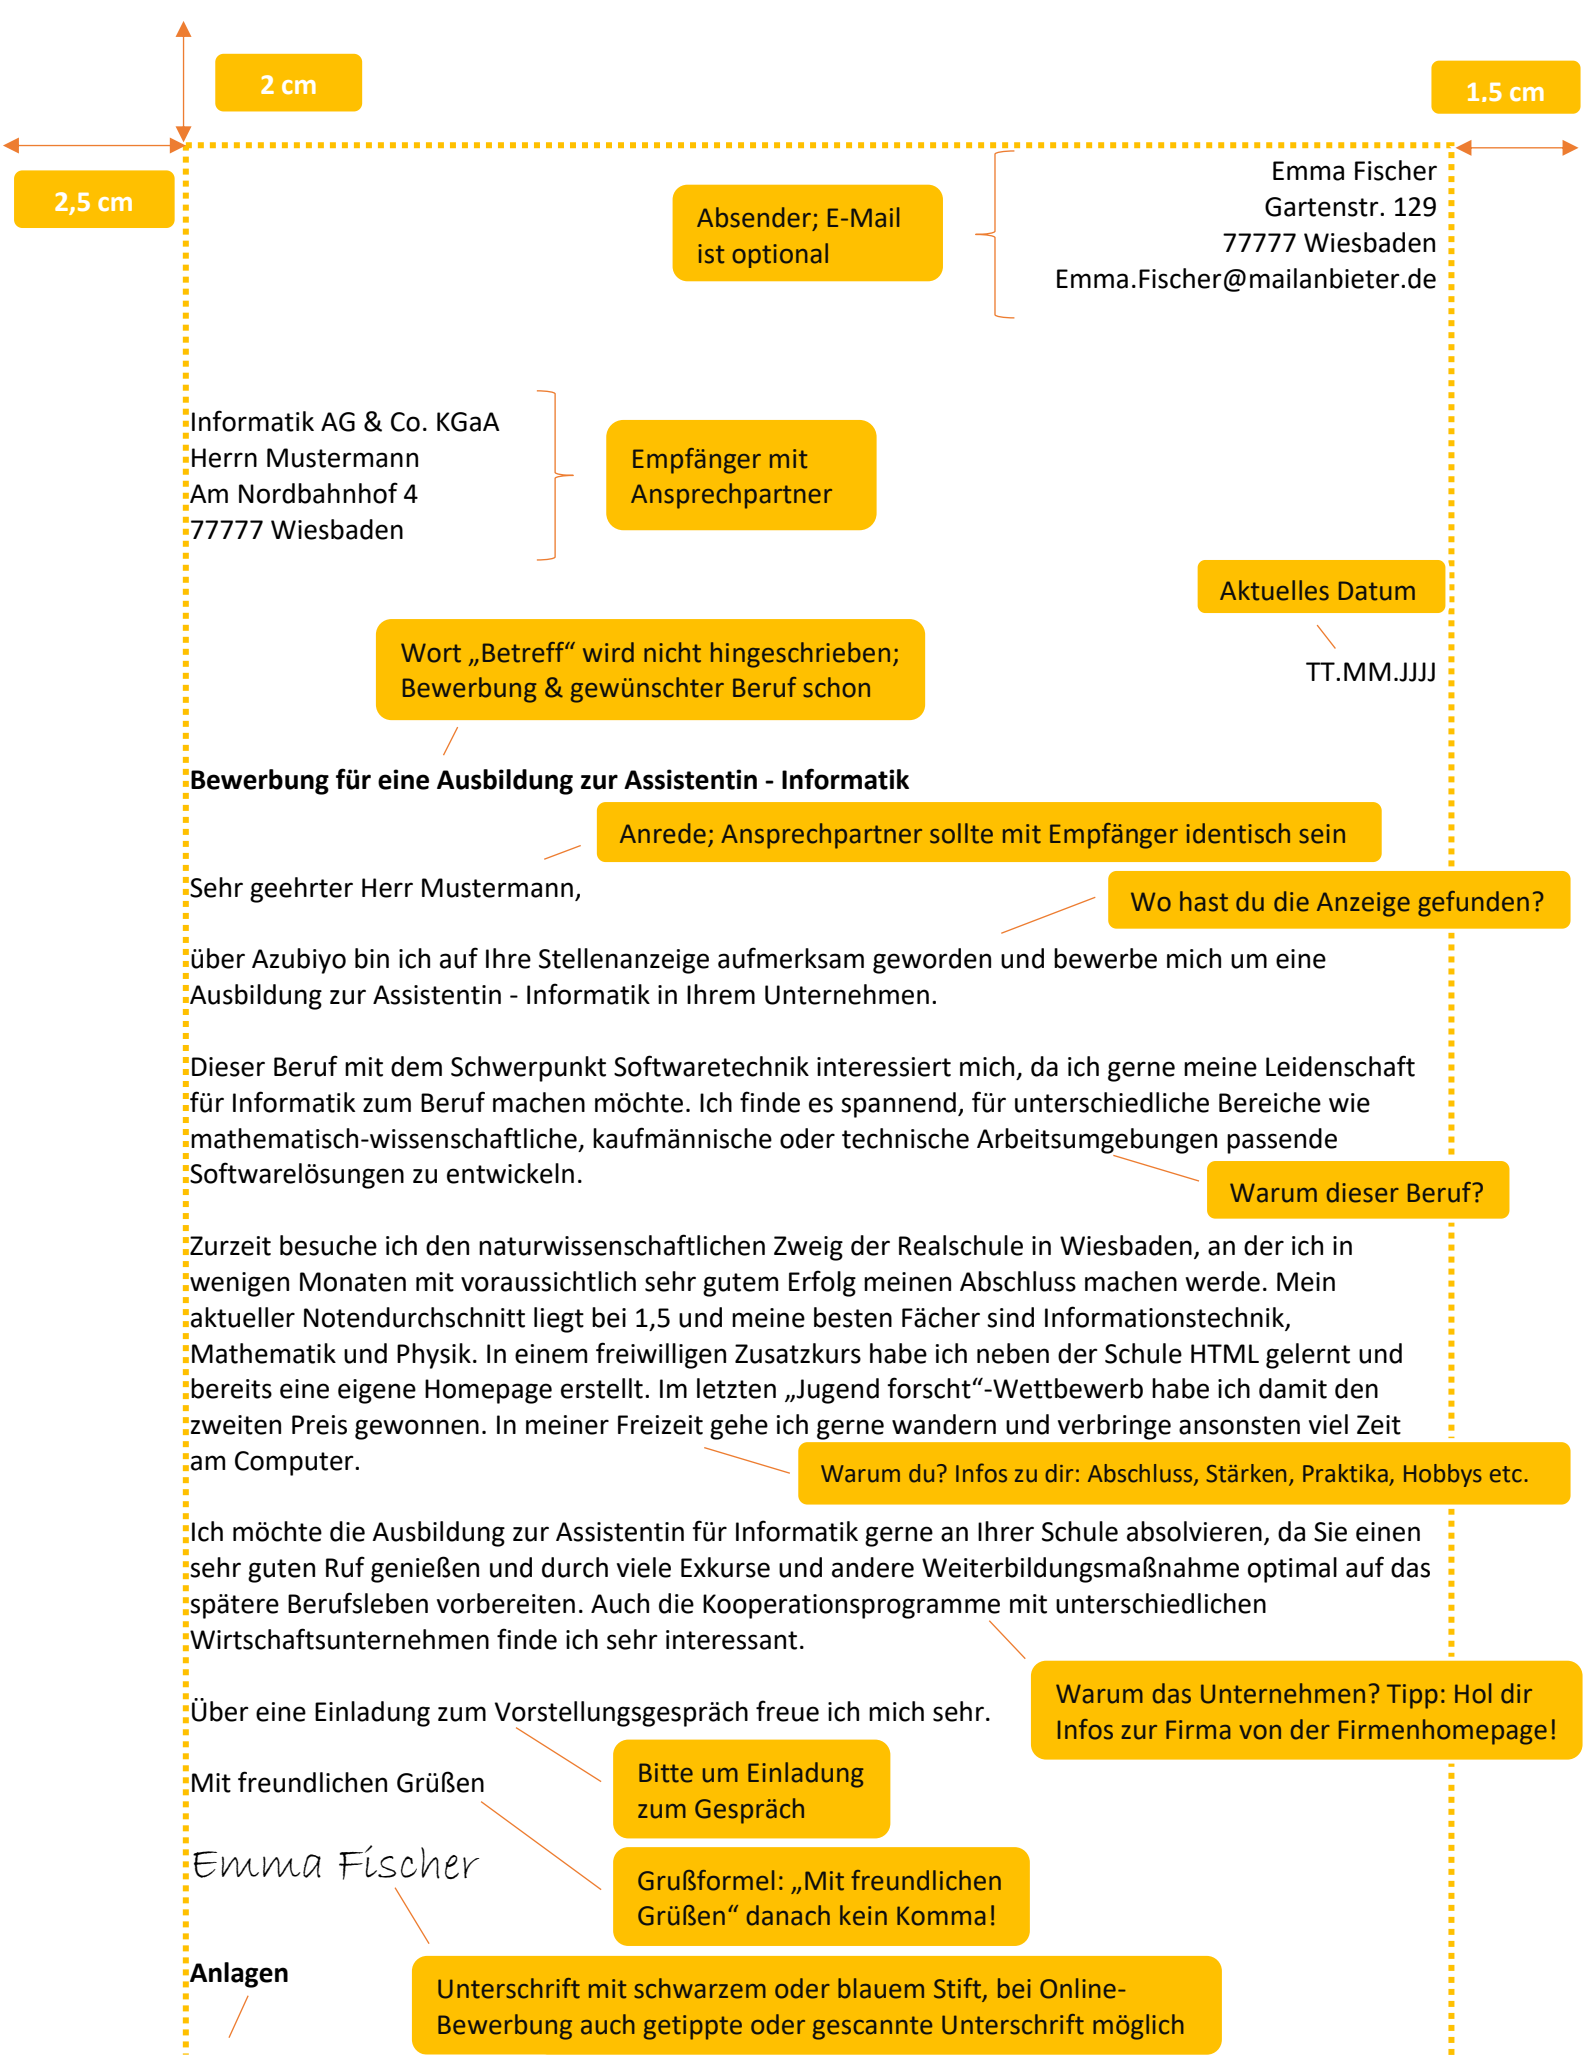 2 cm
1,5 cm
2,5 cm
Absender; E-Mail
ist optional
Emma Fischer
Gartenstr. 129
77777 Wiesbaden
Emma.Fischer@mailanbieter.de
Informatik AG & Co. KGaA
Herrn Mustermann
Am Nordbahnhof 4
77777 Wiesbaden
Empfänger mit
Ansprechpartner
Aktuelles Datum
TT.MM.JJJJ
Wort „Betreff“ wird nicht hingeschrieben;
Bewerbung & gewünschter Beruf schon
Bewerbung für eine Ausbildung zur Assistentin - Informatik
Anrede; Ansprechpartner sollte mit Empfänger identisch sein
Sehr geehrter Herr Mustermann,
Wo hast du die Anzeige gefunden?
über Azubiyo bin ich auf Ihre Stellenanzeige aufmerksam geworden und bewerbe mich um eine
Ausbildung zur Assistentin - Informatik in Ihrem Unternehmen.
Dieser Beruf mit dem Schwerpunkt Softwaretechnik interessiert mich, da ich gerne meine Leidenschaft
für Informatik zum Beruf machen möchte. Ich finde es spannend, für unterschiedliche Bereiche wie
mathematisch-wissenschaftliche, kaufmännische oder technische Arbeitsumgebungen passende
Softwarelösungen zu entwickeln.
Warum dieser Beruf?
Zurzeit besuche ich den naturwissenschaftlichen Zweig der Realschule in Wiesbaden, an der ich in
wenigen Monaten mit voraussichtlich sehr gutem Erfolg meinen Abschluss machen werde. Mein
aktueller Notendurchschnitt liegt bei 1,5 und meine besten Fächer sind Informationstechnik,
Mathematik und Physik. In einem freiwilligen Zusatzkurs habe ich neben der Schule HTML gelernt und
bereits eine eigene Homepage erstellt. Im letzten „Jugend forscht“-Wettbewerb habe ich damit den
zweiten Preis gewonnen. In meiner Freizeit gehe ich gerne wandern und verbringe ansonsten viel Zeit
am Computer.
Warum du? Infos zu dir: Abschluss, Stärken, Praktika, Hobbys etc.
Ich möchte die Ausbildung zur Assistentin für Informatik gerne an Ihrer Schule absolvieren, da Sie einen
sehr guten Ruf genießen und durch viele Exkurse und andere Weiterbildungsmaßnahme optimal auf das
spätere Berufsleben vorbereiten. Auch die Kooperationsprogramme mit unterschiedlichen
Wirtschaftsunternehmen finde ich sehr interessant.
Warum das Unternehmen? Tipp: Hol dir
Infos zur Firma von der Firmenhomepage!
Über eine Einladung zum Vorstellungsgespräch freue ich mich sehr.
Bitte um Einladung
zum Gespräch
Mit freundlichen Grüßen
Emma Fischer
Grußformel: „Mit freundlichen
Grüßen“ danach kein Komma!
Anlagen
Unterschrift mit schwarzem oder blauem Stift, bei Online-
Bewerbung auch getippte oder gescannte Unterschrift möglich